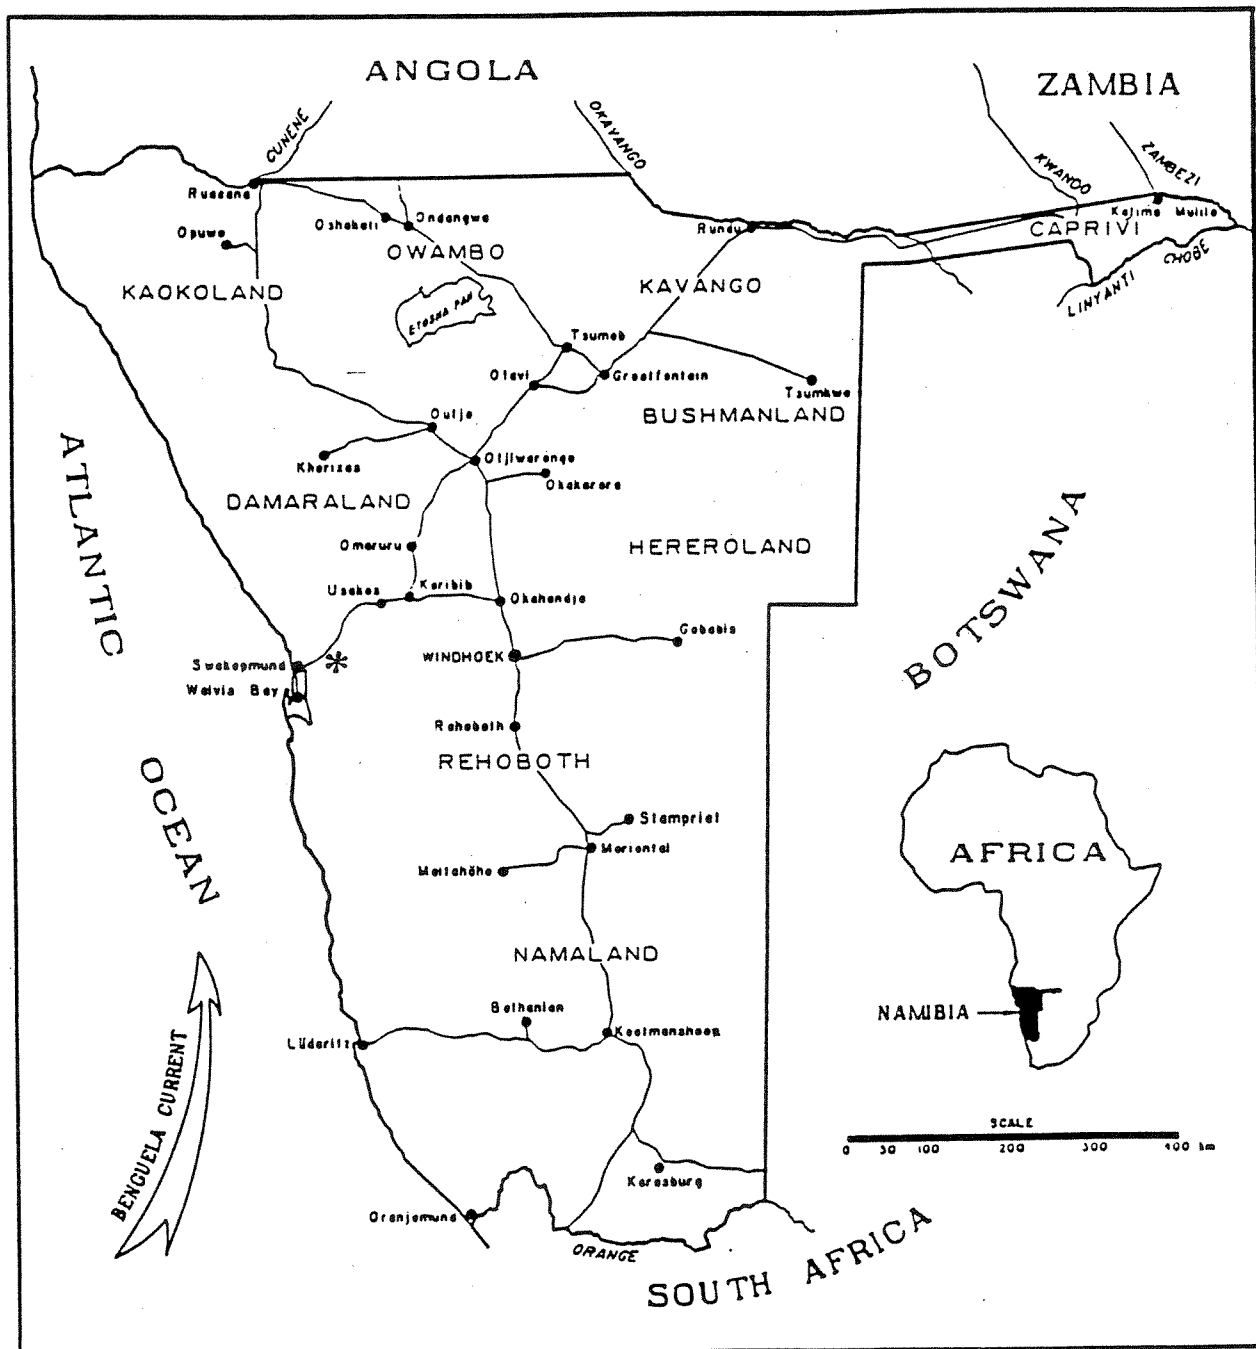 ANGOLA
ZAMBIA
CUNENE
OKAVANGO
KWANDO
ZAMBEZI
Ruacana
Oshakati
Ondangwa
Rundu
Katima Mulilo
Opuwo
OWAMBO
CAPRIVI
CHOBE
LINYANTI
KAOKOLAND
KAVANGO
ETOSHA PAN
Tsumeb
Otavi
Grootfontein
Tsumkwe
BUSHMANLAND
Outjo
Khorixas
Otjiwarongo
Okakarara
DAMARALAND
Omaruru
HEREROLAND
Usakos
Karibib
Okahandja
ATLANTIC
OCEAN
BOTSWANA
Gobabis
Swakopmund
*
WINDHOEK
Walvis Bay
Rehoboth
REHOBOTH
Stampriet
Mariental
Maltahöhe
AFRICA
NAMALAND
NAMIBIA
Bethanien
Lüderitz
Keetmanshoop
BENGUELA CURRENT
SCALE
0 50 100 200 300 400 km
Karasburg
Oranjemund
ORANGE
SOUTH AFRICA